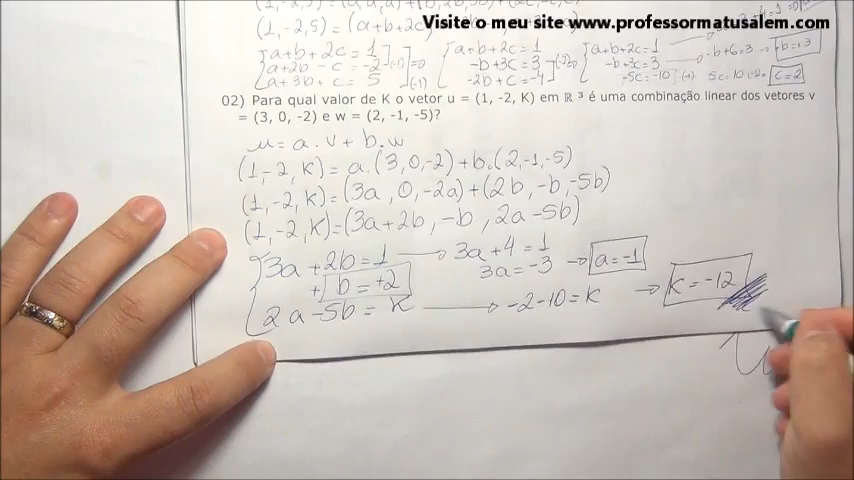 Visite o meu site www.professormatusalem.com
(1,-2,5) = (a+b+2c,
a+b+2c=1
a+2b-c=-2
a+3b+c=5
(-1)
(-1)
a+b+2c=1
-b+3c=3
-2b+c=-4
(-2)
a+b+2c=1
-b+3c=3
-5c=-10
-b+6=3
b=+3
5c=10
c=2
02) Para qual valor de K o vetor u = (1, -2, K) em ℝ ³ é uma combinação linear dos vetores v
= (3, 0, -2) e w = (2, -1, -5)?
u = a.v + b.w
(1,-2,K)=a.(3,0,-2)+b.(2,-1,-5)
(1,-2,K)=(3a,0,-2a)+(2b,-b,-5b)
(1,-2,K)=(3a+2b,-b,2a-5b)
3a+2b=1 → 3a+4=1
3a=-3 → a=-1
+b=+2
2a-5b=K → -2-10=K → K=-12